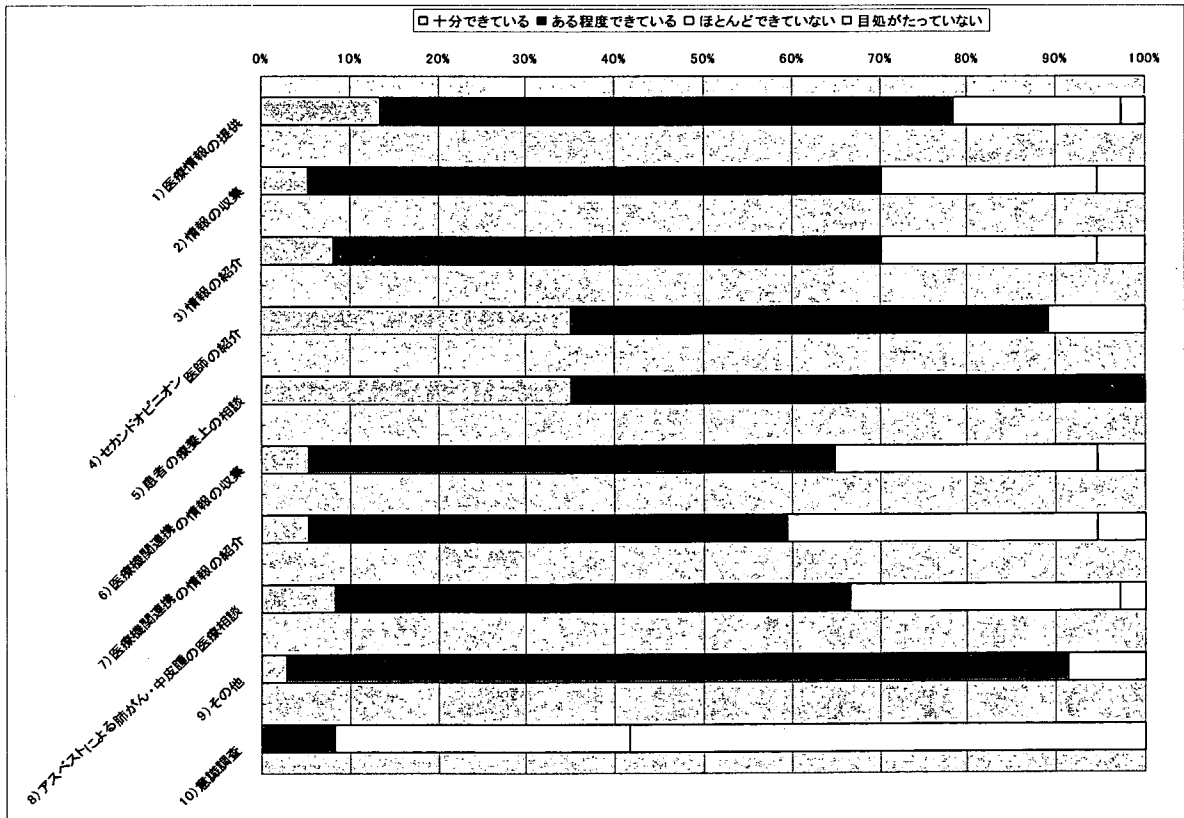 □十分できている ■ある程度できている □ほとんどできていない □目処がたっていない
0% 10% 20% 30% 40% 50% 60% 70% 80% 90% 100%
1)医療情報の提供
2)情報の収集
3)情報の紹介
4)セカンドオピニオン 医師の紹介
5)患者の療養上の相談
6)医療機関連携の情報の収集
7)医療機関連携の情報の紹介
8)アスベストによる肺がん・中皮腫の医療相談
9)その他
10)意識調査